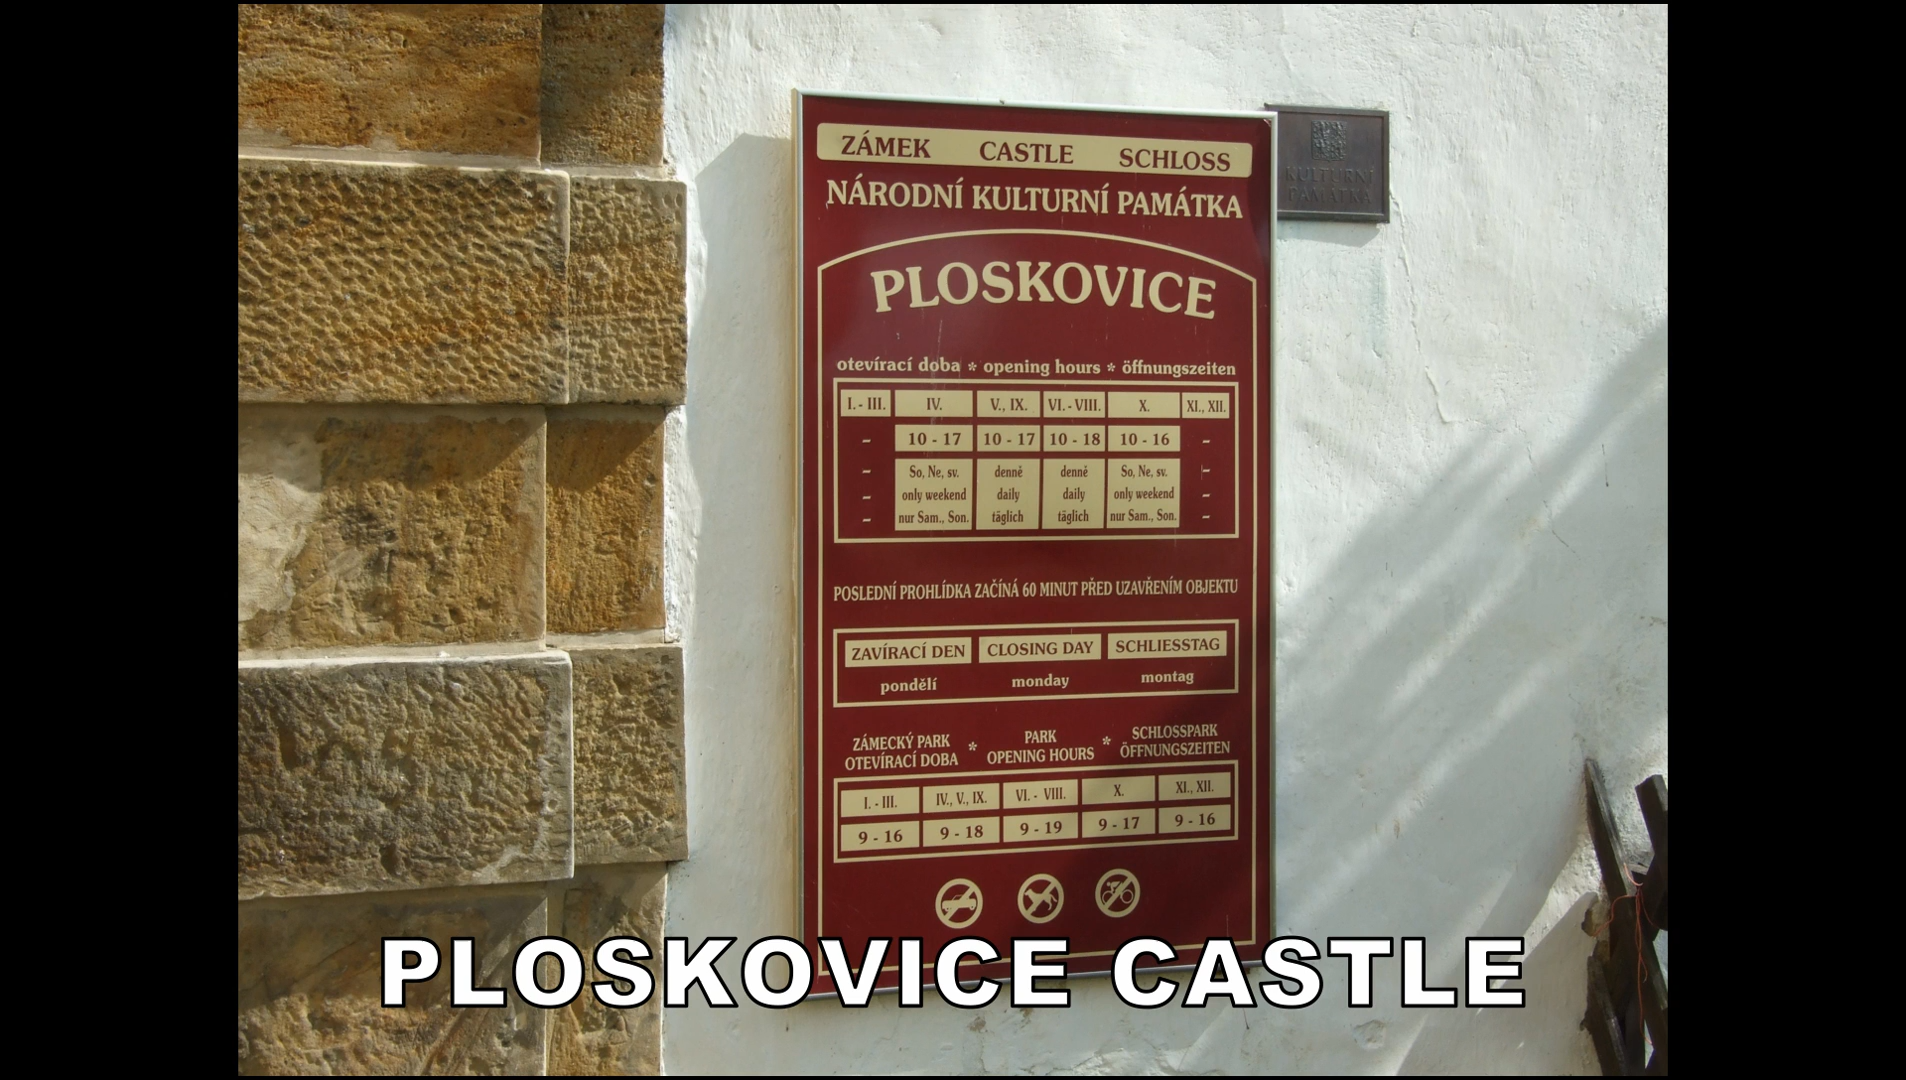 ZÁMEK CASTLE SCHLOSS
NÁRODNÍ KULTURNÍ PAMÁTKA
KULTURNÍ
PAMÁTKA
PLOSKOVICE
otevírací doba * opening hours * öffnungszeiten
I. - III. IV. V., IX. VI. - VIII. X. XI., XII.
- 10 - 17 10 - 17 10 - 18 10 - 16 -
- So, Ne, sv. denně denně So, Ne, sv. -
- only weekend daily daily only weekend -
- nur Sam., Son. täglich täglich nur Sam., Son. -
POSLEDNÍ PROHLÍDKA ZAČÍNÁ 60 MINUT PŘED UZAVŘENÍM OBJEKTU
ZAVÍRACÍ DEN CLOSING DAY SCHLIESSTAG
pondělí monday montag
ZÁMECKÝ PARK * PARK * SCHLOSSPARK
OTEVÍRACÍ DOBA OPENING HOURS ÖFFNUNGSZEITEN
I. - III. IV., V., IX. VI. - VIII. X. XI., XII.
9 - 16 9 - 18 9 - 19 9 - 17 9 - 16
PLOSKOVICE CASTLE